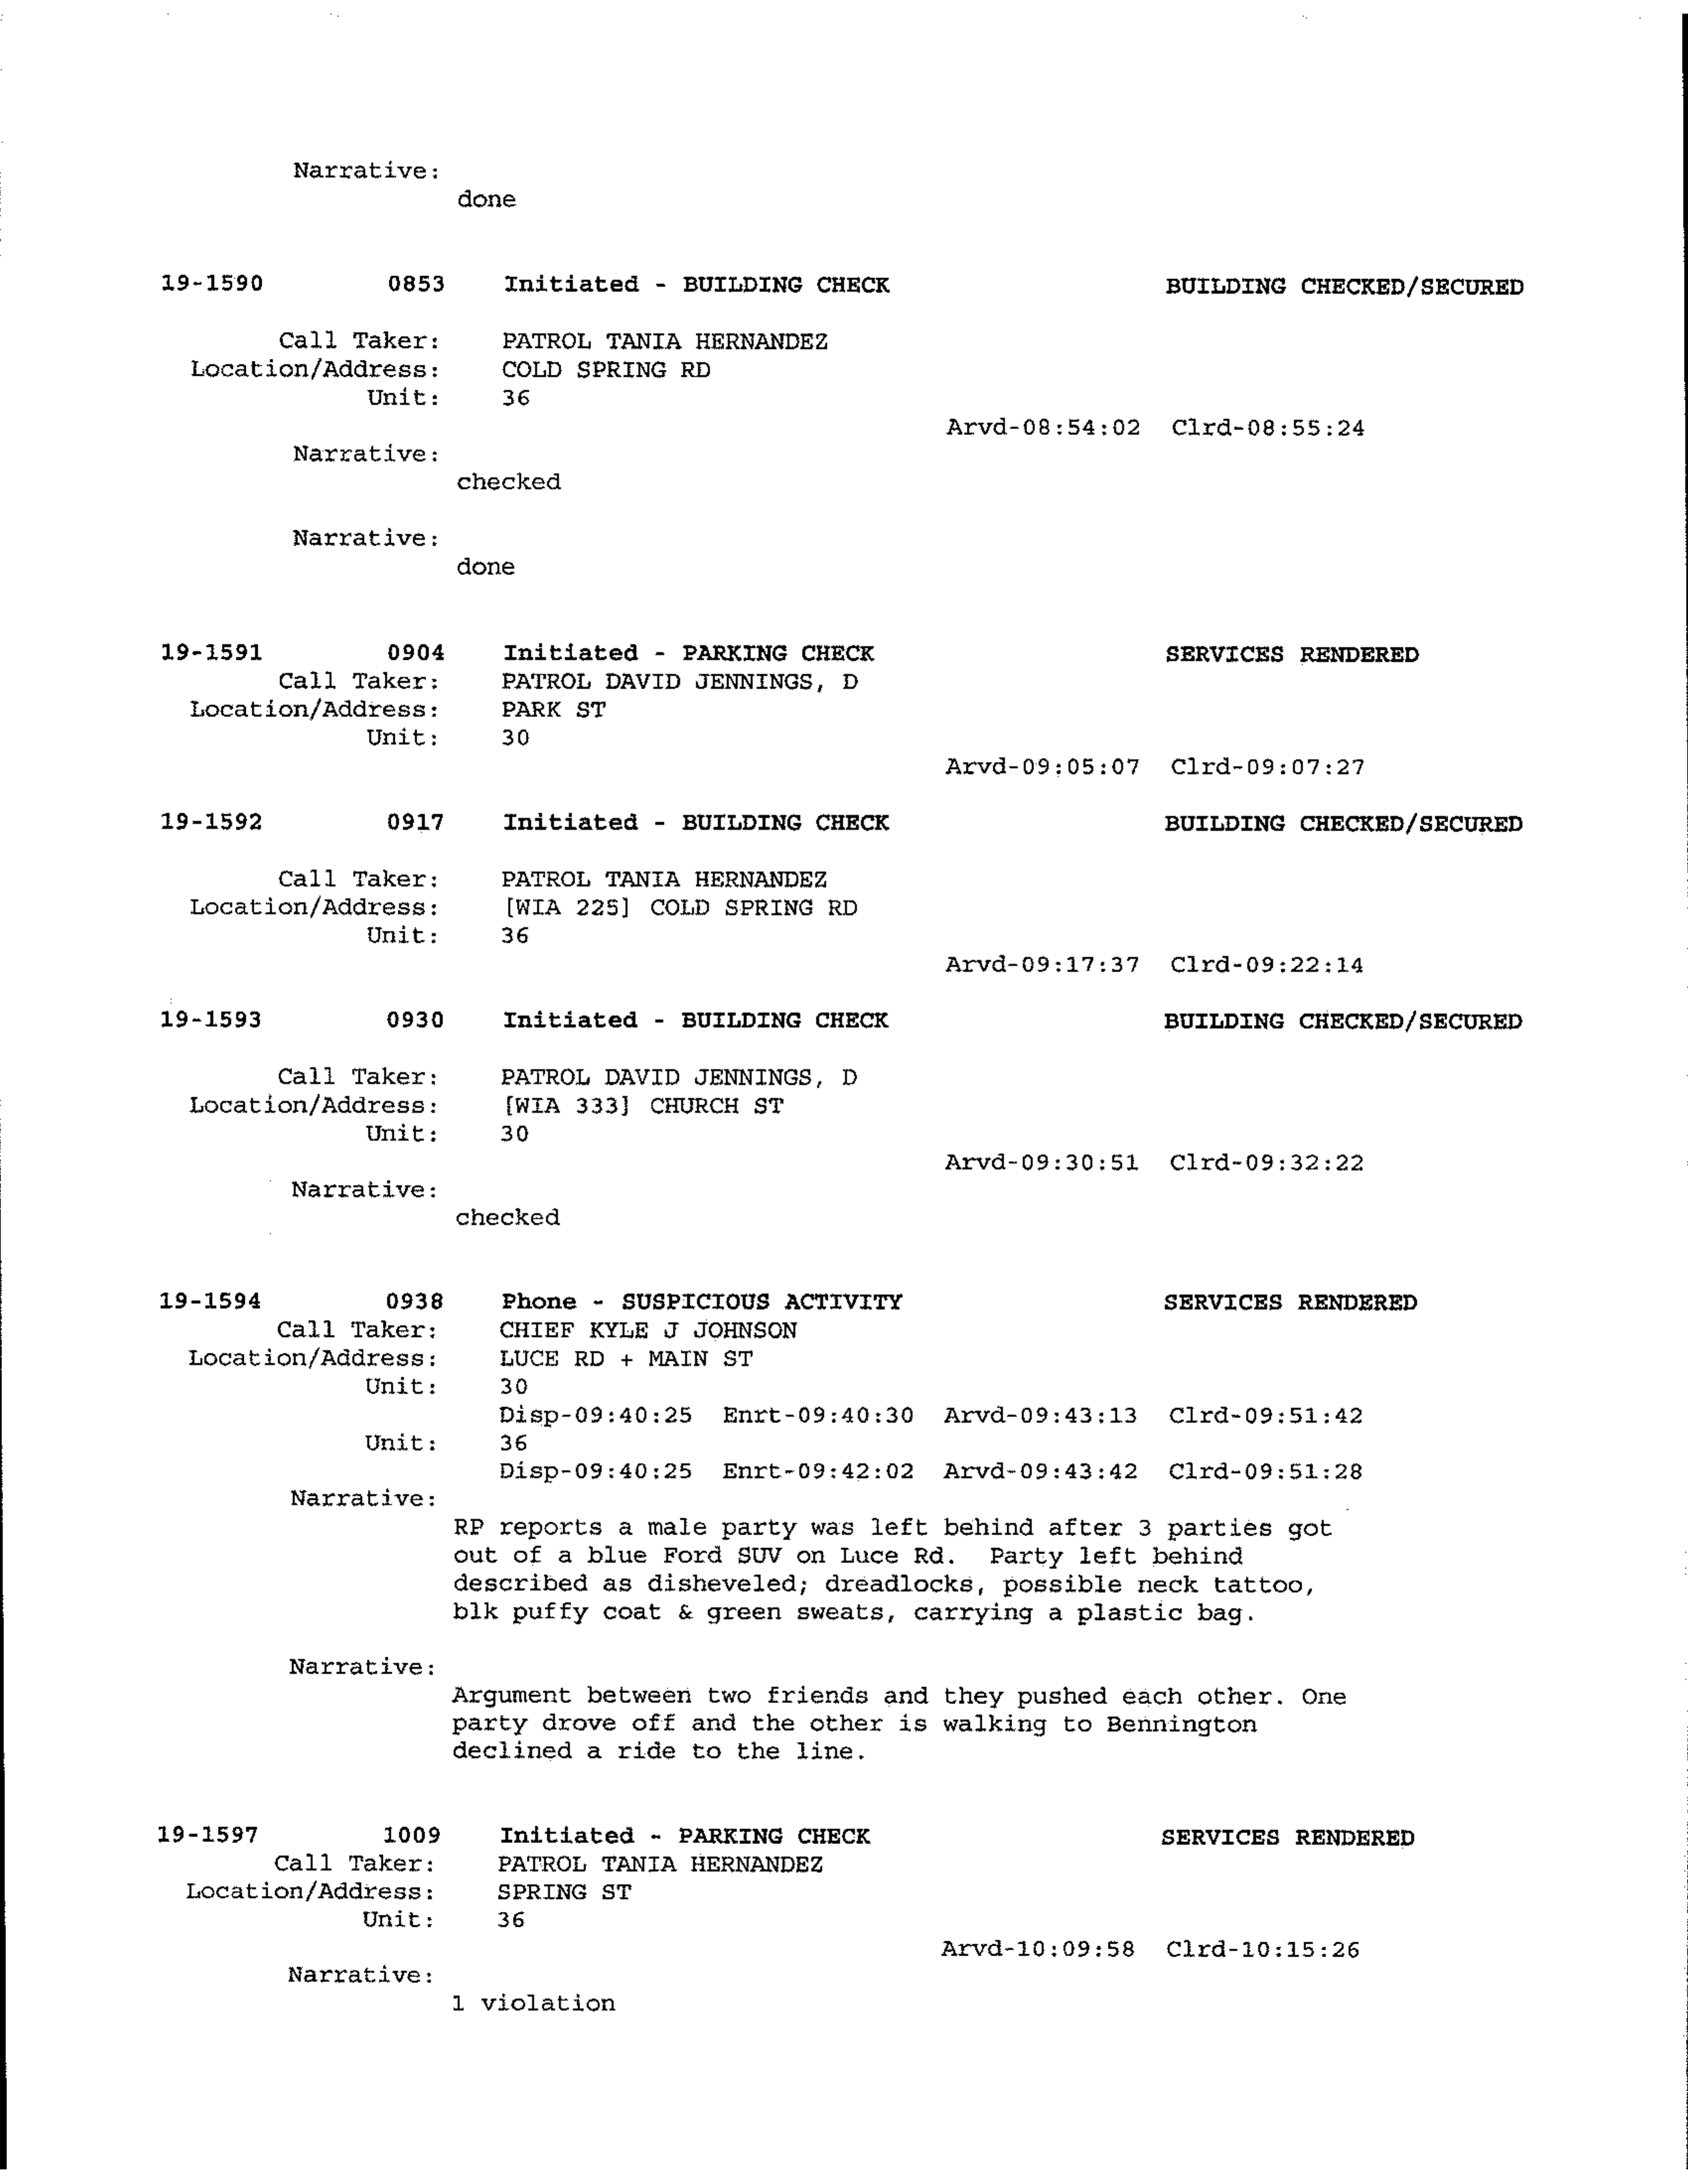 Narrative:
done
19-1590 0853 Initiated - BUILDING CHECK BUILDING CHECKED/SECURED
Call Taker: PATROL TANIA HERNANDEZ
Location/Address: COLD SPRING RD
Unit: 36
Arvd-08:54:02 Clrd-08:55:24
Narrative:
checked
Narrative:
done
19-1591 0904 Initiated - PARKING CHECK SERVICES RENDERED
Call Taker: PATROL DAVID JENNINGS, D
Location/Address: PARK ST
Unit: 30
Arvd-09:05:07 Clrd-09:07:27
19-1592 0917 Initiated - BUILDING CHECK BUILDING CHECKED/SECURED
Call Taker: PATROL TANIA HERNANDEZ
Location/Address: [WIA 225] COLD SPRING RD
Unit: 36
Arvd-09:17:37 Clrd-09:22:14
19-1593 0930 Initiated - BUILDING CHECK BUILDING CHECKED/SECURED
Call Taker: PATROL DAVID JENNINGS, D
Location/Address: [WIA 333] CHURCH ST
Unit: 30
Arvd-09:30:51 Clrd-09:32:22
Narrative:
checked
19-1594 0938 Phone - SUSPICIOUS ACTIVITY SERVICES RENDERED
Call Taker: CHIEF KYLE J JOHNSON
Location/Address: LUCE RD + MAIN ST
Unit: 30
Disp-09:40:25 Enrt-09:40:30 Arvd-09:43:13 Clrd-09:51:42
Unit: 36
Disp-09:40:25 Enrt-09:42:02 Arvd-09:43:42 Clrd-09:51:28
Narrative:
RP reports a male party was left behind after 3 parties got
out of a blue Ford SUV on Luce Rd. Party left behind
described as disheveled; dreadlocks, possible neck tattoo,
blk puffy coat & green sweats, carrying a plastic bag.
Narrative:
Argument between two friends and they pushed each other. One
party drove off and the other is walking to Bennington
declined a ride to the line.
19-1597 1009 Initiated - PARKING CHECK SERVICES RENDERED
Call Taker: PATROL TANIA HERNANDEZ
Location/Address: SPRING ST
Unit: 36
Arvd-10:09:58 Clrd-10:15:26
Narrative:
1 violation